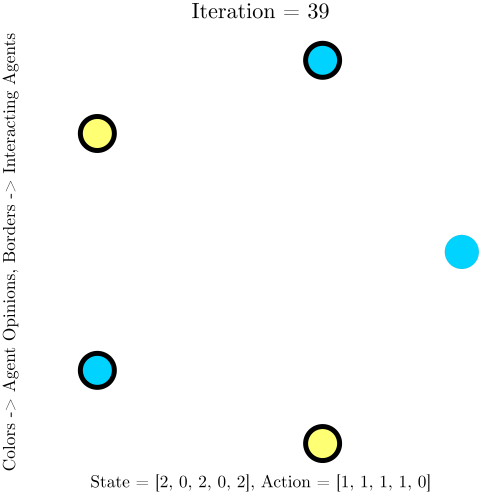 Iteration = 39
Colors -> Agent Opinions, Borders -> Interacting Agents
State = [2, 0, 2, 0, 2], Action = [1, 1, 1, 1, 0]